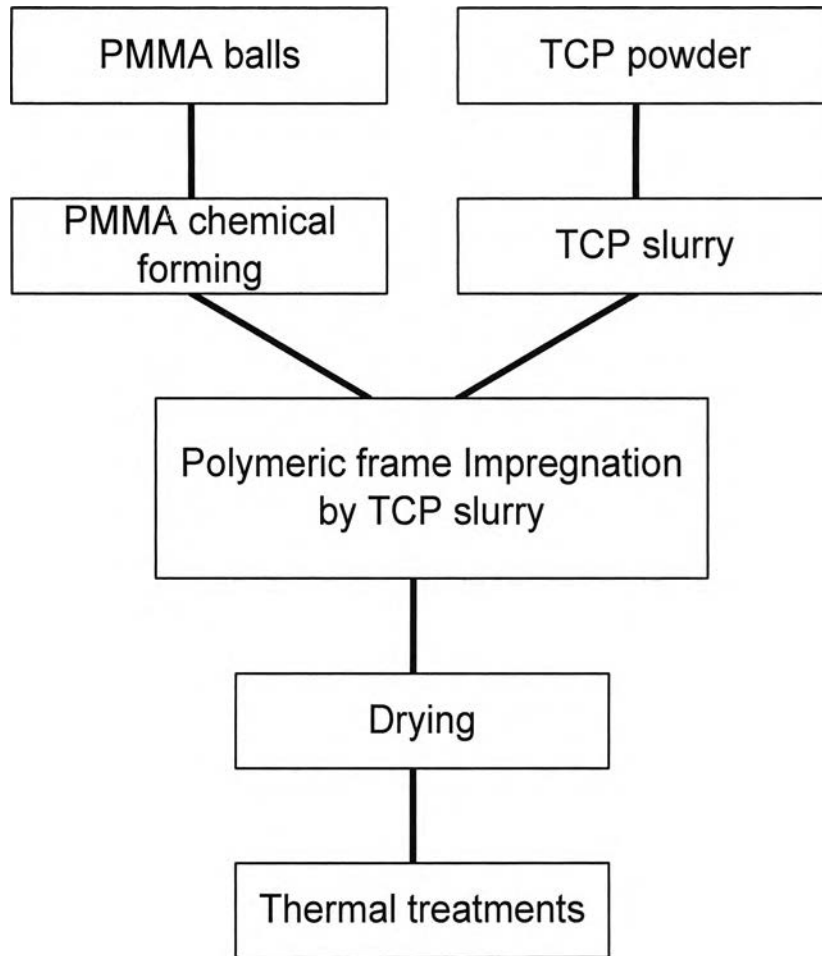 PMMA balls
TCP powder
PMMA chemical
forming
TCP slurry
Polymeric frame Impregnation
by TCP slurry
Drying
Thermal treatments